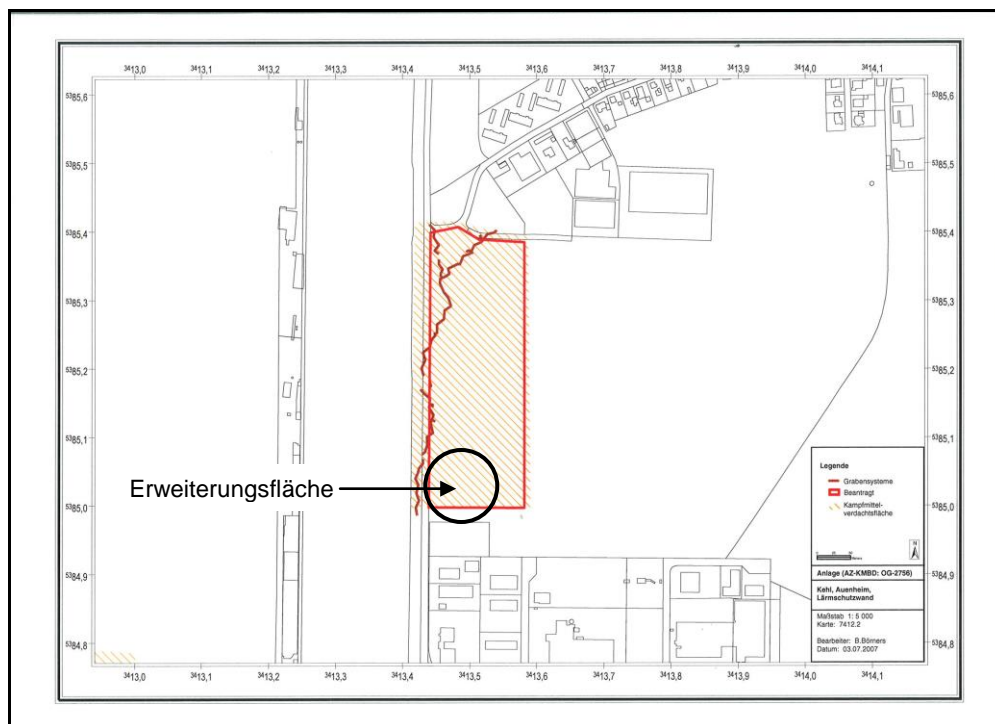 3413,0 3413,1 3413,2 3413,3 3413,4 3413,5 3413,6 3413,7 3413,8 3413,9 3414,0 3414,1
5385,6 5385,6
5385,5 5385,5
5385,4 5385,4
5385,3 5385,3
5385,2 5385,2
5385,1 5385,1
Erweiterungsfläche
5385,0 5385,0
5384,9 5384,9
5384,8 5384,8
Legende
Grabensysteme
Beantragt
Kampfmittel-
verdachtsfläche
N
Anlage (AZ-KMBD: OG-2756)
Kehl, Auenheim,
Lärmschutzwand
Maßstab 1: 5 000
Karte: 7412.2
Bearbeiter: B.Börners
Datum: 03.07.2007
3413,0 3413,1 3413,2 3413,3 3413,4 3413,5 3413,6 3413,7 3413,8 3413,9 3414,0 3414,1